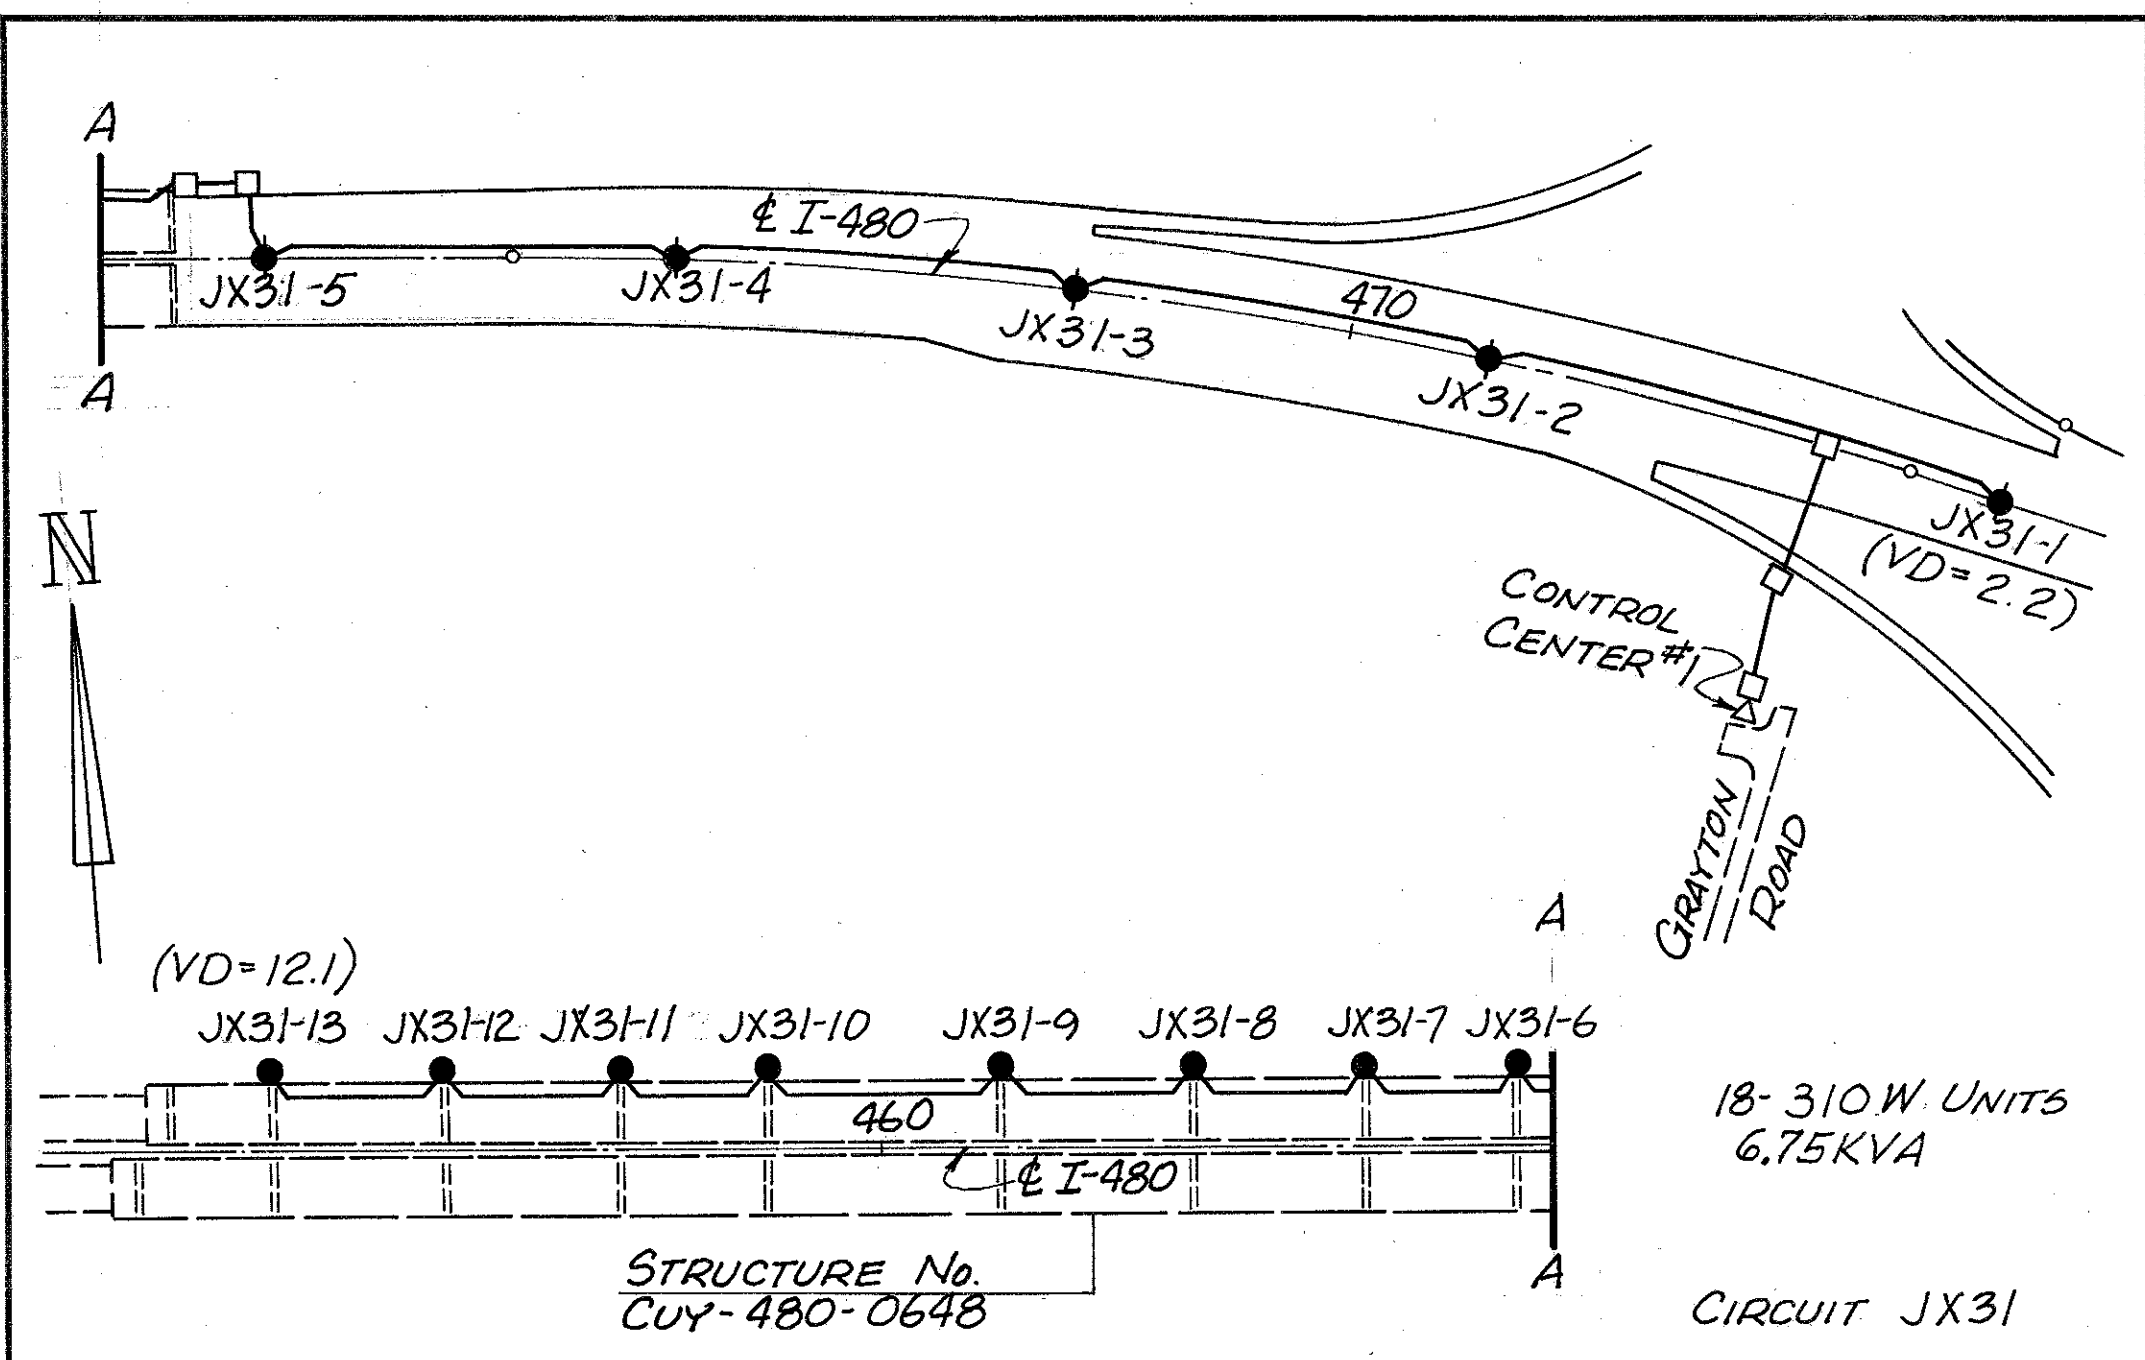 A
℄ I-480
JX31-5
JX31-4
470
JX31-3
A
JX31-2
JX31-1
(VD=2.2)
N
CONTROL
CENTER #1
GRAYTON
ROAD
A
(VD=12.1)
JX31-13 JX31-12 JX31-11 JX31-10 JX31-9 JX31-8 JX31-7 JX31-6
460
18-310 W UNITS
6.75KVA
℄ I-480
STRUCTURE No.
CUY-480-0648
A
CIRCUIT JX31